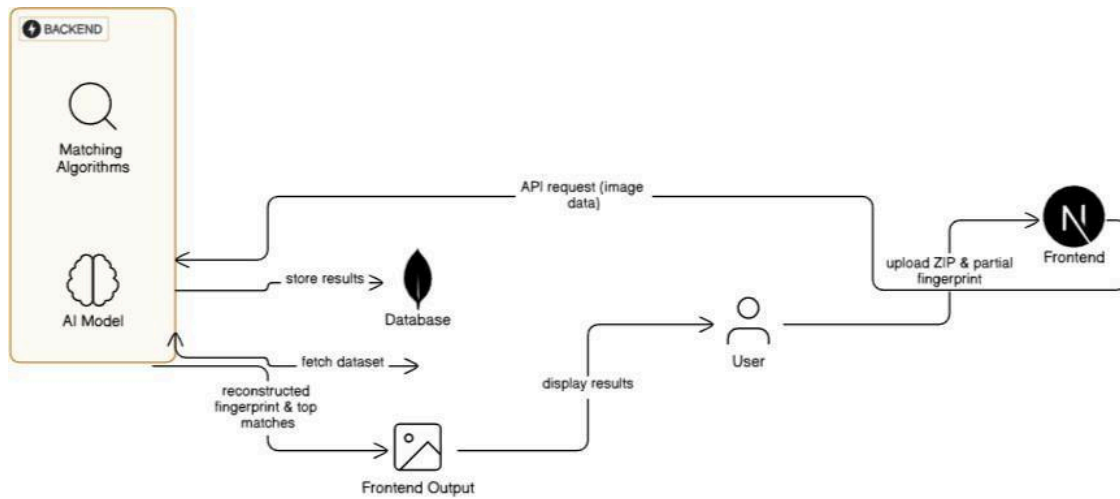 BACKEND
Matching
Algorithms
AI Model
API request (image
data)
store results
Database
fetch dataset
reconstructed
fingerprint & top
matches
Frontend Output
display results
User
upload ZIP & partial
fingerprint
N
Frontend